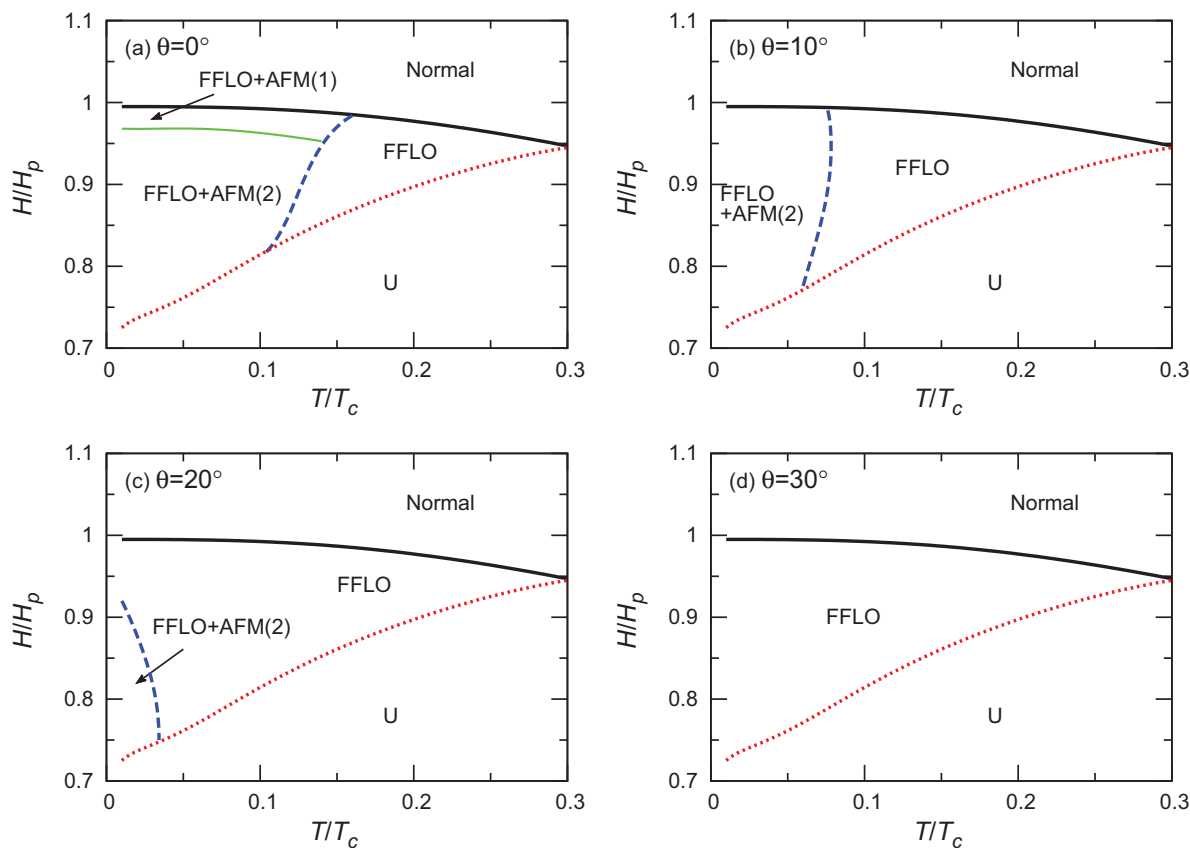 1.1
(a) θ=0°
Normal
FFLO+AFM(1)
1
FFLO
H/Hp
0.9
FFLO+AFM(2)
0.8
U
0.7
0
0.1
0.2
0.3
T/Tc
1.1
(b) θ=10°
Normal
1
FFLO
H/Hp
0.9
FFLO
+AFM(2)
0.8
U
0.7
0
0.1
0.2
0.3
T/Tc
1.1
(c) θ=20°
Normal
1
FFLO
H/Hp
0.9
FFLO+AFM(2)
0.8
U
0.7
0
0.1
0.2
0.3
T/Tc
1.1
(d) θ=30°
Normal
1
H/Hp
0.9
FFLO
0.8
U
0.7
0
0.1
0.2
0.3
T/Tc